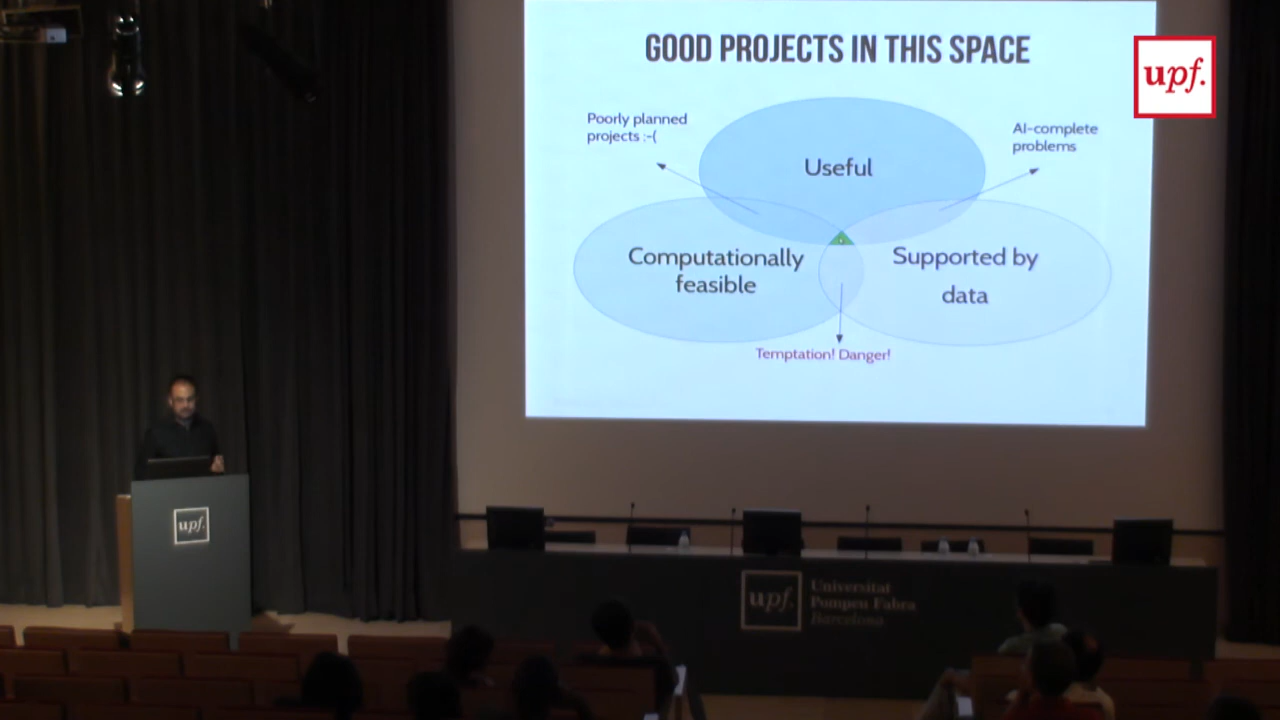 GOOD PROJECTS IN THIS SPACE
upf.
Poorly planned
projects :-(
AI-complete
problems
Useful
Computationally
feasible
Supported by
data
Temptation! Danger!
upf.
upf.
Universitat
Pompeu Fabra
Barcelona